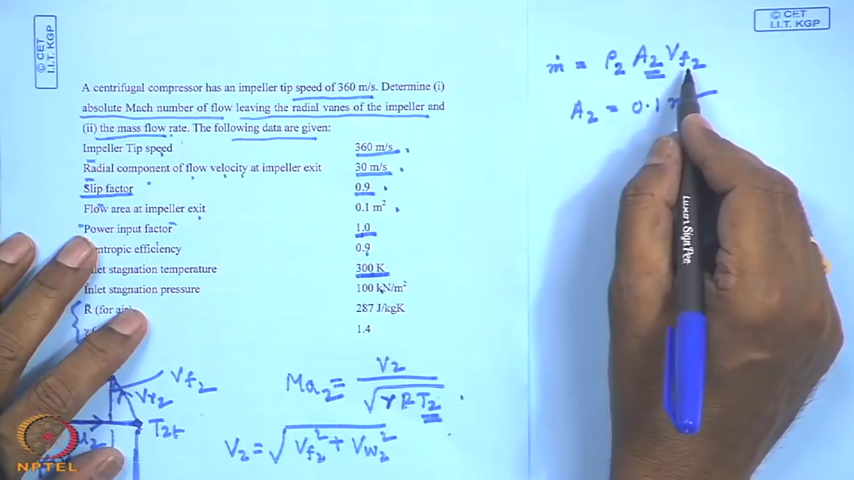 © CET
I.I.T. KGP
© CET
I.I.T. KGP
ṁ = ρ₂ A₂ Vf₂
A₂ = 0.1
A centrifugal compressor has an impeller tip speed of 360 m/s. Determine (i)
absolute Mach number of flow leaving the radial vanes of the impeller and
(ii) the mass flow rate. The following data are given:
Impeller Tip speed 360 m/s
Radial component of flow velocity at impeller exit 30 m/s
Slip factor 0.9
Flow area at impeller exit 0.1 m²
Power input factor 1.0
entropic efficiency 0.9
let stagnation temperature 300 K
Inlet stagnation pressure 100 kN/m²
R (for air) 287 J/kgK
1.4
Ma₂ = V₂ / √(γRT₂)
V₂ = √(Vf₂² + Vw₂²)
Vf₂
Vr₂
u₂
NPTEL